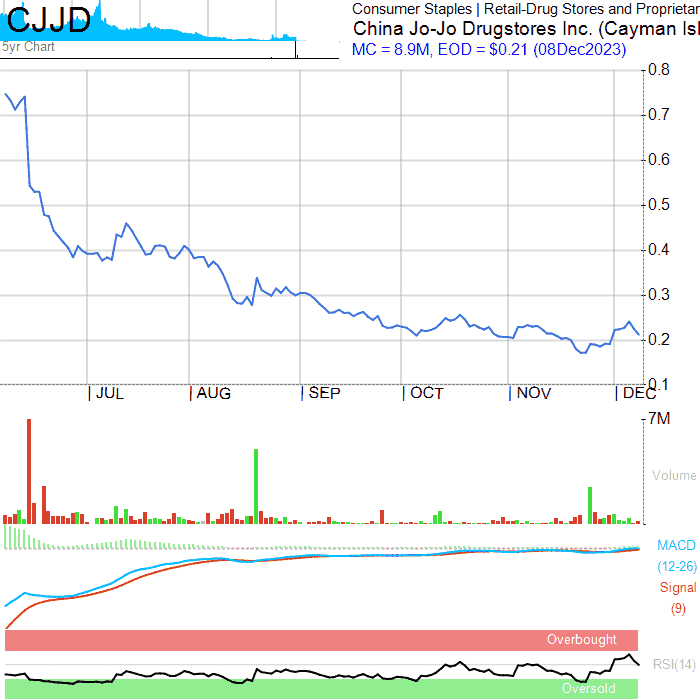 CJJD
5yr Chart
Consumer Staples | Retail-Drug Stores and Proprietar
China Jo-Jo Drugstores Inc. (Cayman Isl
MC = 8.9M, EOD = $0.21 (08Dec2023)
0.8
0.7
0.6
0.5
0.4
0.3
0.2
0.1
JUL AUG SEP OCT NOV DEC
7M
Volume
MACD
(12-26)
Signal
(9)
Overbought
RSI(14)
Oversold